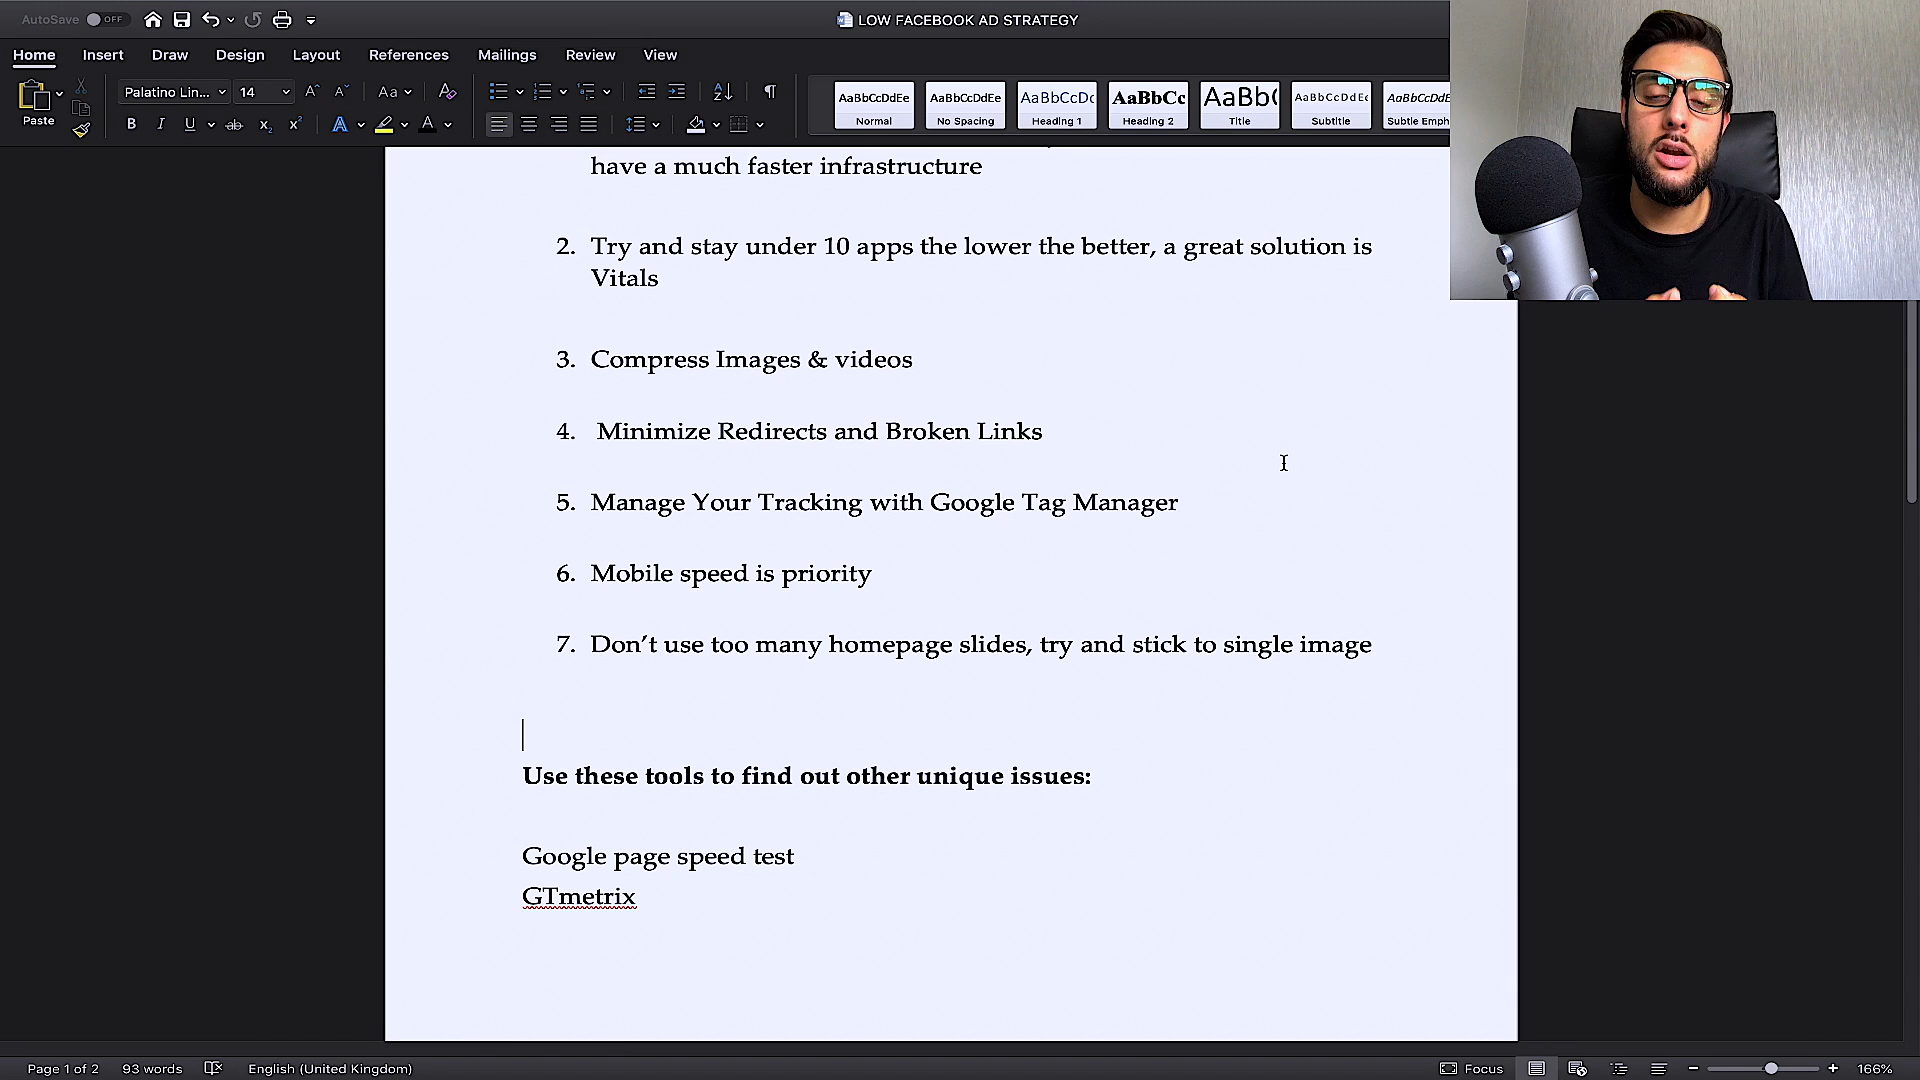 AutoSave OFF
LOW FACEBOOK AD STRATEGY
Home Insert Draw Design Layout References Mailings Review View
Paste
Palatino Lin... 14
AaBbCcDdEe Normal
AaBbCcDdEe No Spacing
AaBbCcDc Heading 1
AaBbCc Heading 2
AaBb( Title
AaBbCcDdEe Subtitle
AaBbCcDdEe Subtle Emph
have a much faster infrastructure
2. Try and stay under 10 apps the lower the better, a great solution is
Vitals
3. Compress Images & videos
4. Minimize Redirects and Broken Links
5. Manage Your Tracking with Google Tag Manager
6. Mobile speed is priority
7. Don’t use too many homepage slides, try and stick to single image
Use these tools to find out other unique issues:
Google page speed test
GTmetrix
Page 1 of 2 93 words English (United Kingdom) Focus 166%